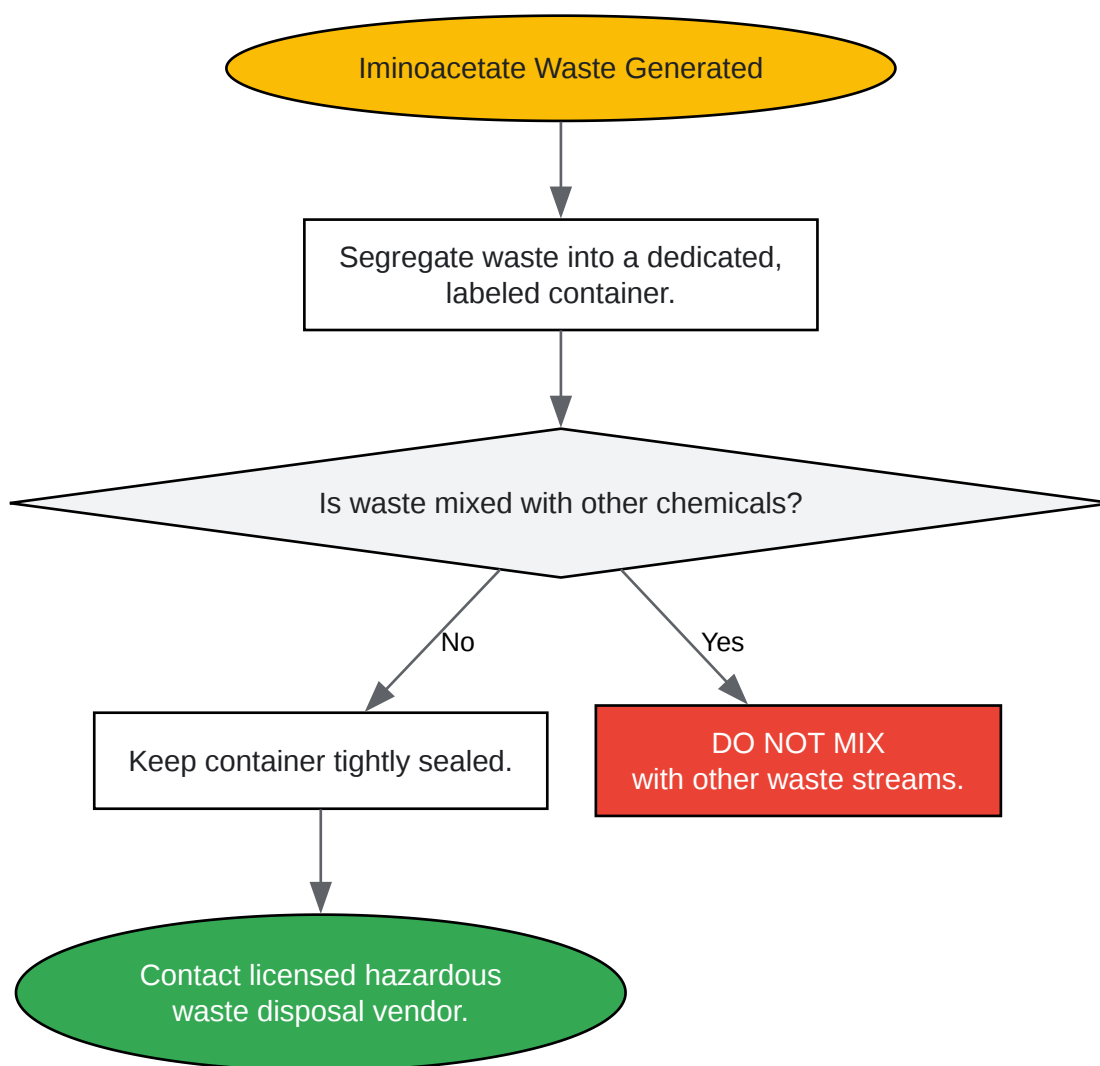 Iminoacetate Waste Generated
Segregate waste into a dedicated,
labeled container.
Is waste mixed with other chemicals?
No
Yes
Keep container tightly sealed.
DO NOT MIX
with other waste streams.
Contact licensed hazardous
waste disposal vendor.